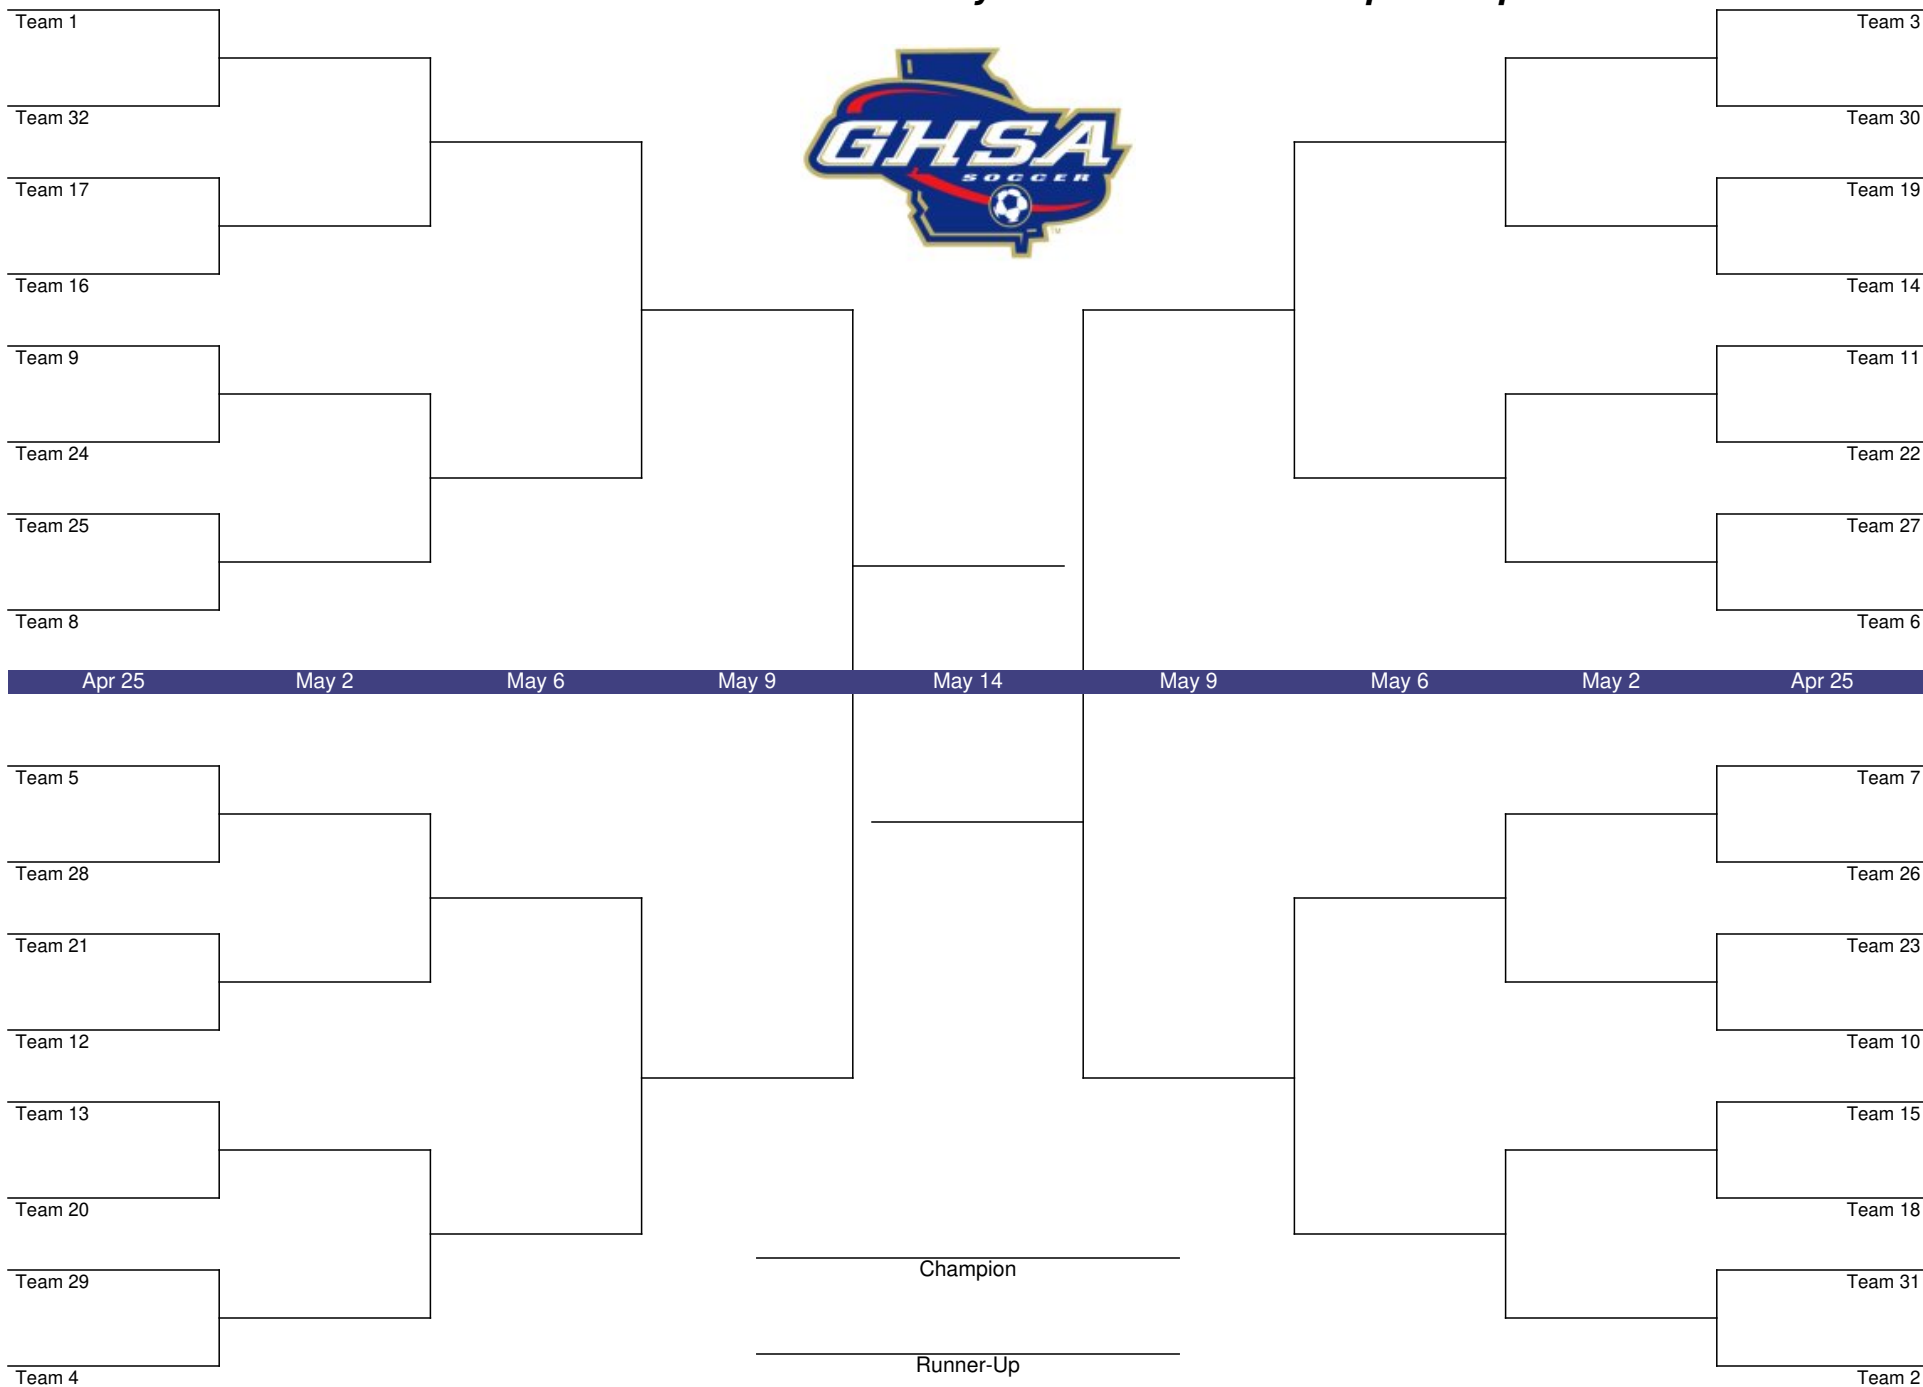 Team 1
Team 32
Team 17
Team 16
Team 9
Team 24
Team 25
Team 8
GHSA
SOCCER
TM
Team 3
Team 30
Team 19
Team 14
Team 11
Team 22
Team 27
Team 6
Apr 25 May 2 May 6 May 9 May 14 May 9 May 6 May 2 Apr 25
Team 5
Team 28
Team 21
Team 12
Team 13
Team 20
Team 29
Team 4
Champion
Runner-Up
Team 7
Team 26
Team 23
Team 10
Team 15
Team 18
Team 31
Team 2